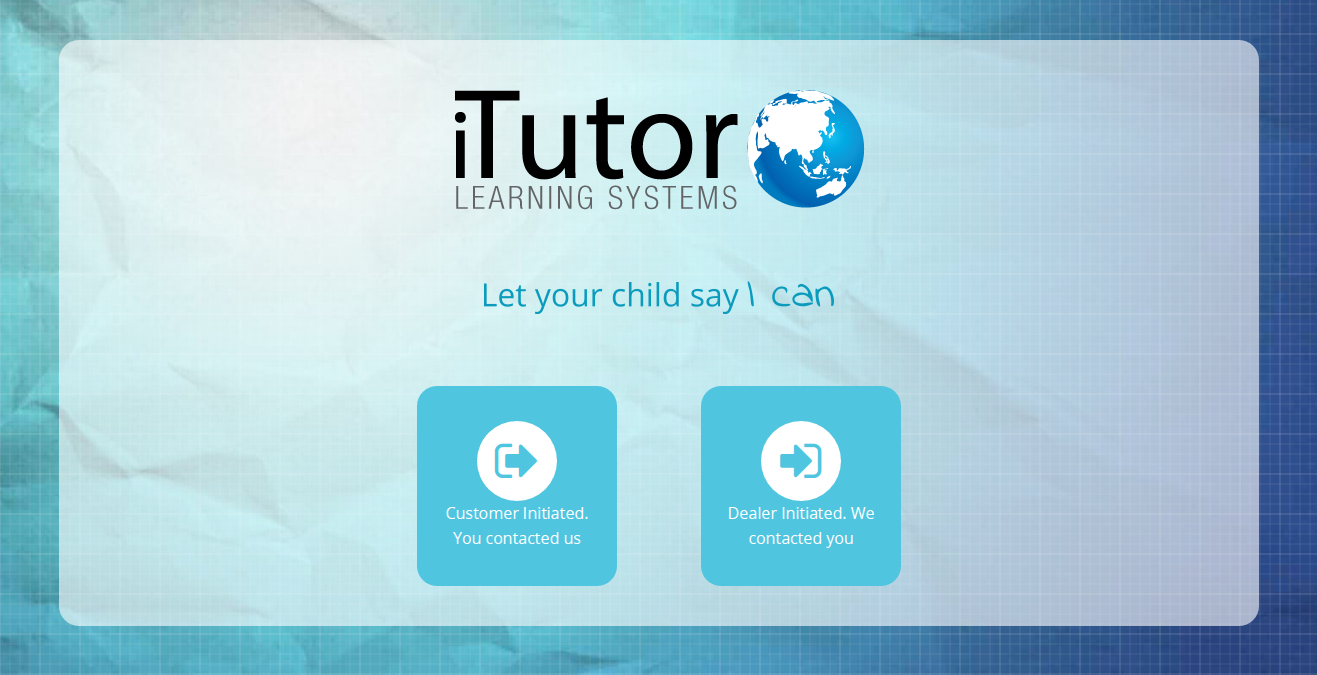 iTutor
LEARNING SYSTEMS
Let your child say I can
Customer Initiated.
You contacted us
Dealer Initiated. We
contacted you